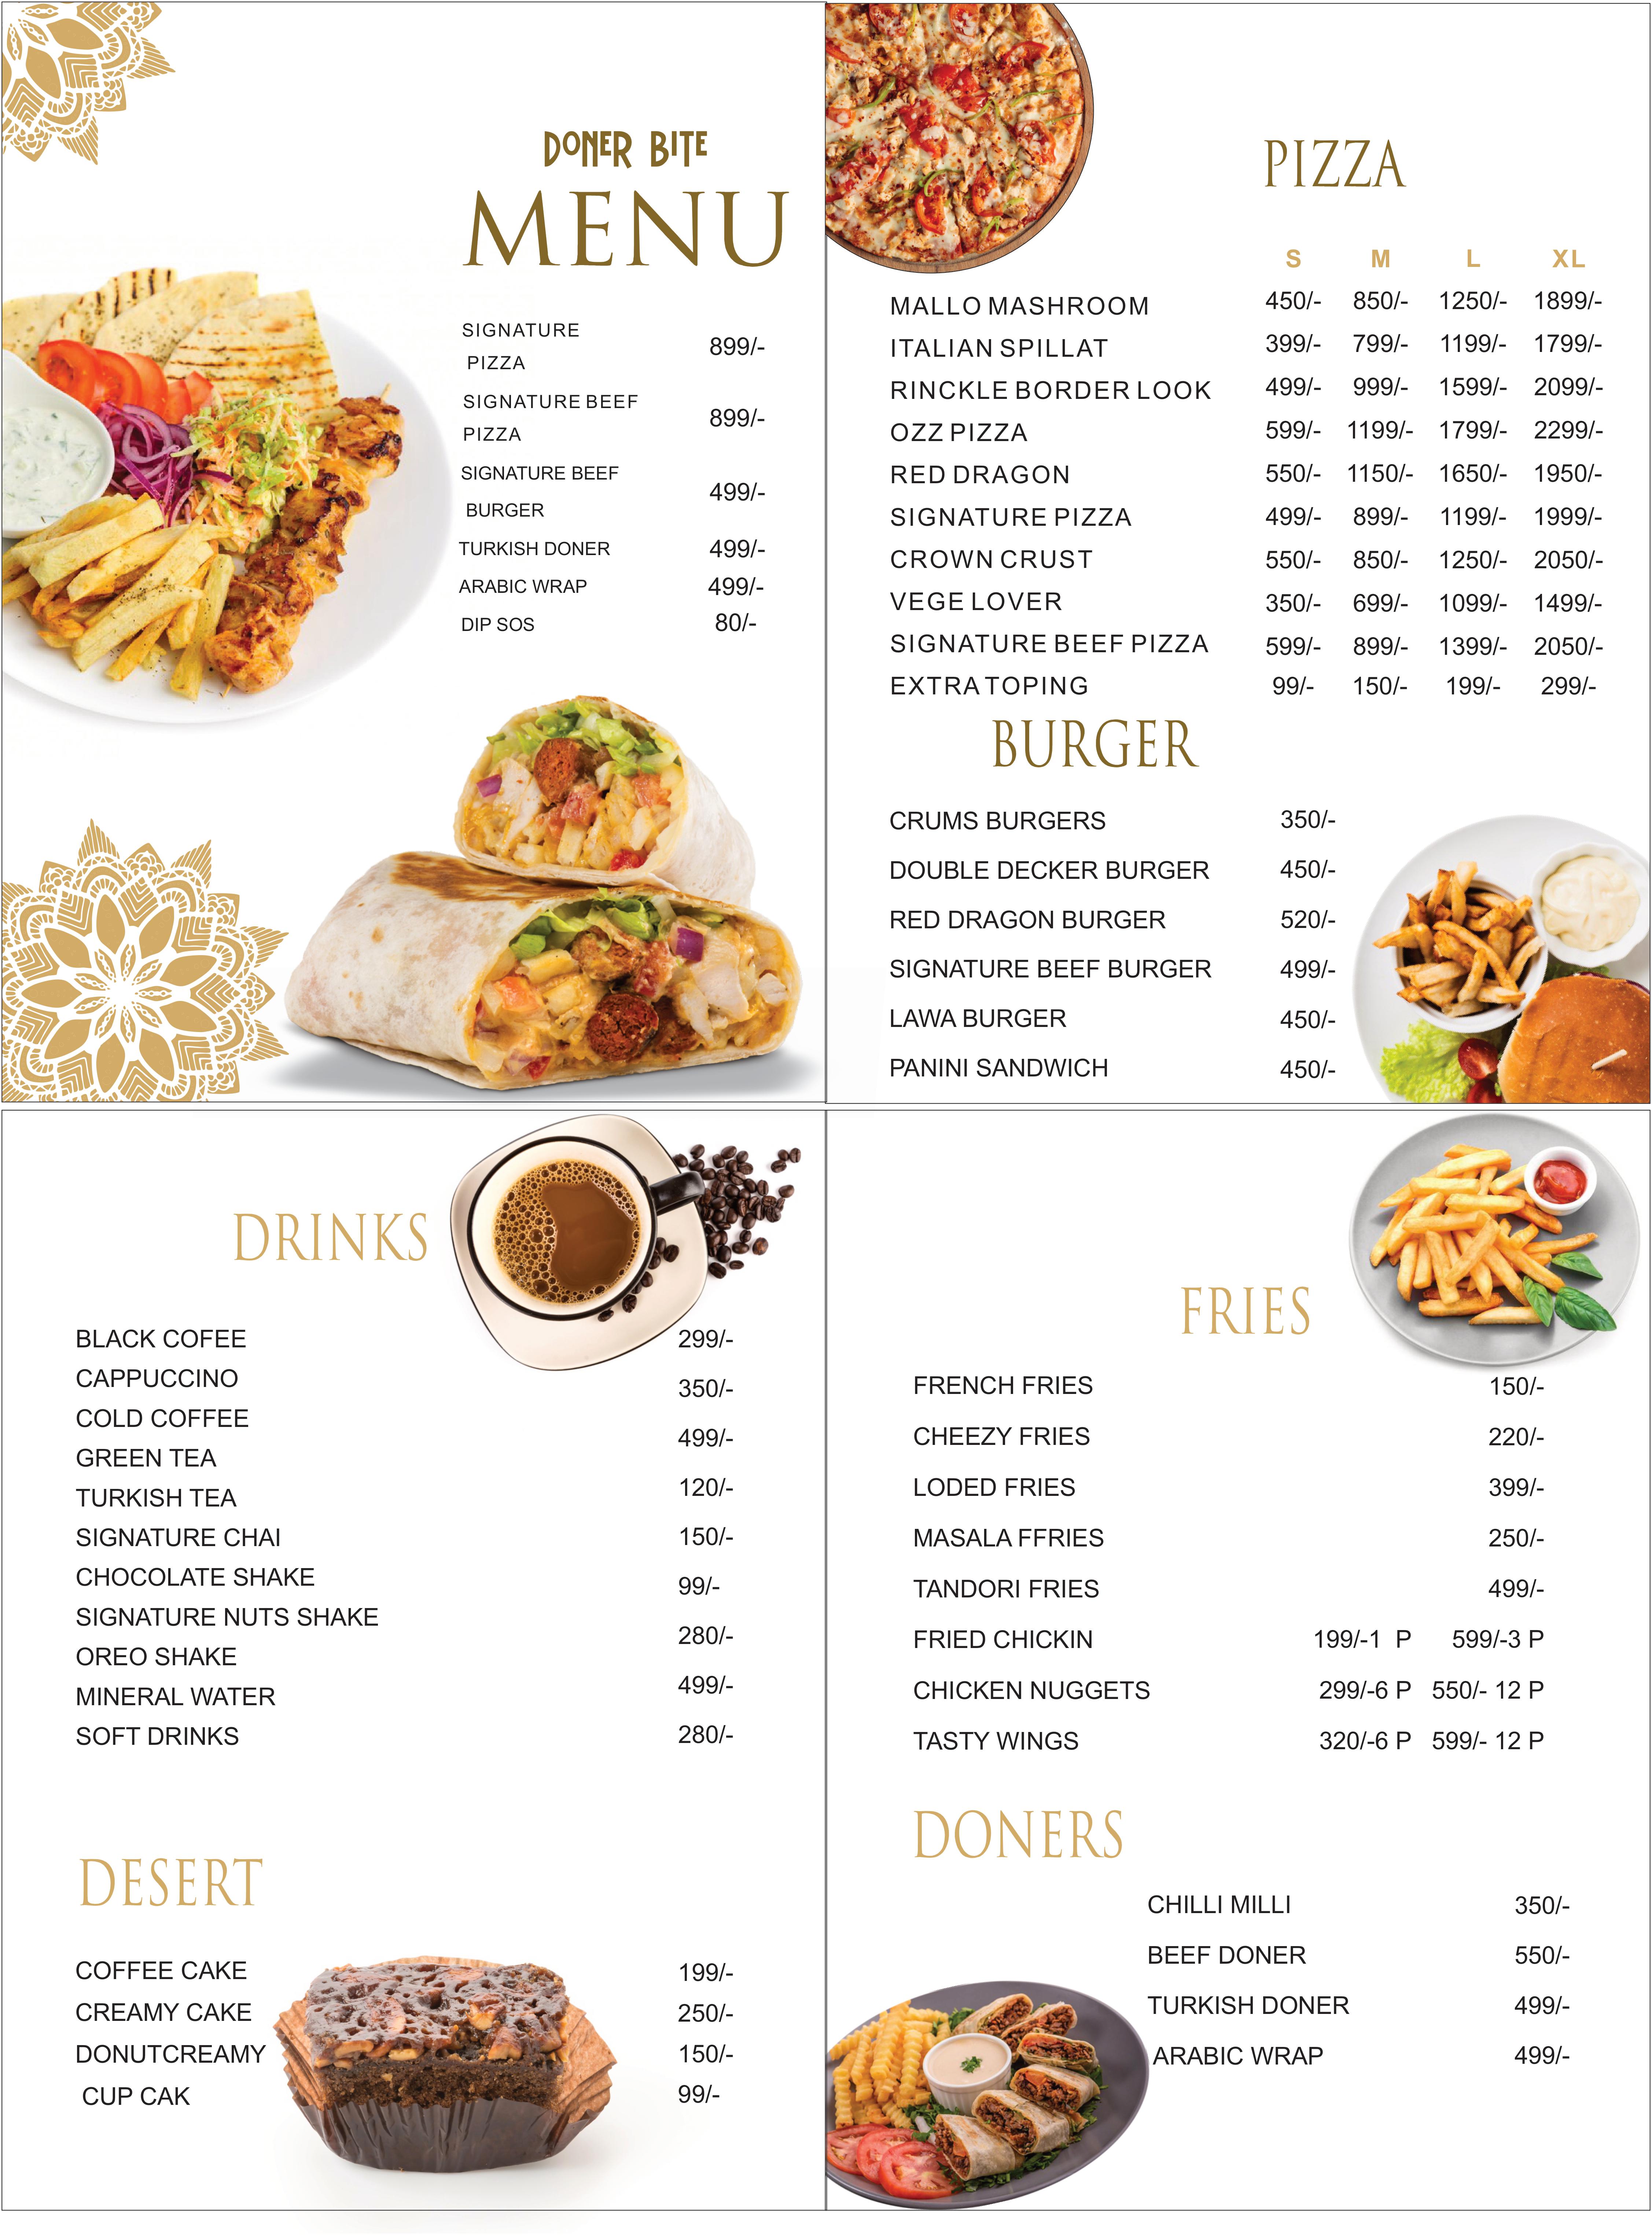 DONER BITE
MENU
SIGNATURE
PIZZA 899/-
SIGNATURE BEEF
PIZZA 899/-
SIGNATURE BEEF
BURGER 499/-
TURKISH DONER 499/-
ARABIC WRAP 499/-
DIP SOS 80/-
PIZZA
S M L XL
MALLO MASHROOM 450/- 850/- 1250/- 1899/-
ITALIAN SPILLAT 399/- 799/- 1199/- 1799/-
RINCKLE BORDER LOOK 499/- 999/- 1599/- 2099/-
OZZ PIZZA 599/- 1199/- 1799/- 2299/-
RED DRAGON 550/- 1150/- 1650/- 1950/-
SIGNATURE PIZZA 499/- 899/- 1199/- 1999/-
CROWN CRUST 550/- 850/- 1250/- 2050/-
VEGE LOVER 350/- 699/- 1099/- 1499/-
SIGNATURE BEEF PIZZA 599/- 899/- 1399/- 2050/-
EXTRA TOPING 99/- 150/- 199/- 299/-
BURGER
CRUMS BURGERS 350/-
DOUBLE DECKER BURGER 450/-
RED DRAGON BURGER 520/-
SIGNATURE BEEF BURGER 499/-
LAWA BURGER 450/-
PANINI SANDWICH 450/-
DRINKS
BLACK COFEE
CAPPUCCINO
COLD COFFEE
GREEN TEA
TURKISH TEA
SIGNATURE CHAI
CHOCOLATE SHAKE
SIGNATURE NUTS SHAKE
OREO SHAKE
MINERAL WATER
SOFT DRINKS
299/-
350/-
499/-
120/-
150/-
99/-
280/-
499/-
280/-
DESERT
COFFEE CAKE 199/-
CREAMY CAKE 250/-
DONUTCREAMY 150/-
CUP CAK 99/-
FRIES
FRENCH FRIES 150/-
CHEEZY FRIES 220/-
LODED FRIES 399/-
MASALA FFRIES 250/-
TANDORI FRIES 499/-
FRIED CHICKIN 199/-1 P 599/-3 P
CHICKEN NUGGETS 299/-6 P 550/- 12 P
TASTY WINGS 320/-6 P 599/- 12 P
DONERS
CHILLI MILLI 350/-
BEEF DONER 550/-
TURKISH DONER 499/-
ARABIC WRAP 499/-